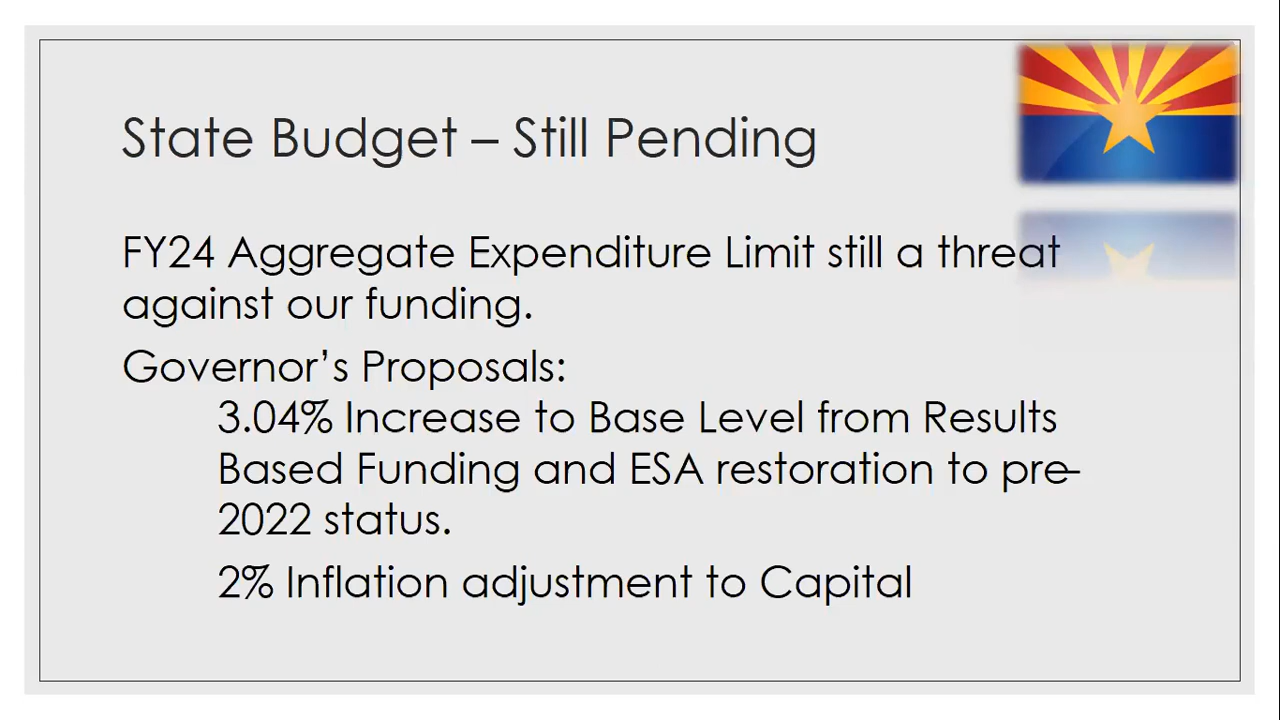 State Budget – Still Pending
FY24 Aggregate Expenditure Limit still a threat
against our funding.
Governor’s Proposals:
3.04% Increase to Base Level from Results
Based Funding and ESA restoration to pre-
2022 status.
2% Inflation adjustment to Capital